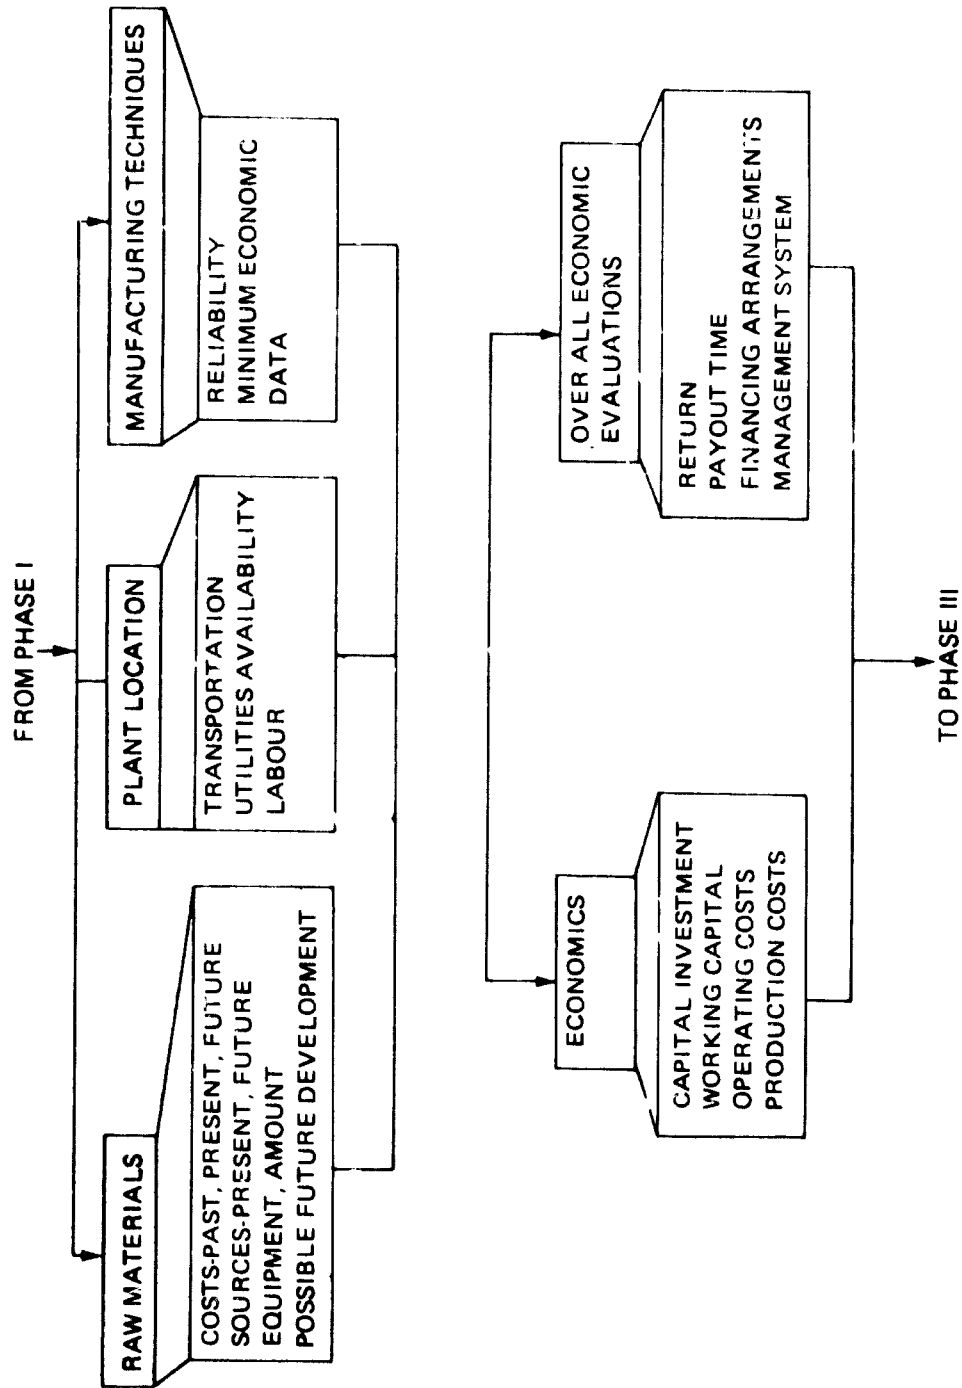 FROM PHASE I
RAW MATERIALS
COSTS-PAST, PRESENT, FUTURE
SOURCES-PRESENT, FUTURE
EQUIPMENT, AMOUNT
POSSIBLE FUTURE DEVELOPMENT
PLANT LOCATION
TRANSPORTATION
UTILITIES AVAILABILITY
LABOUR
MANUFACTURING TECHNIQUES
RELIABILITY
MINIMUM ECONOMIC
DATA
ECONOMICS
CAPITAL INVESTMENT
WORKING CAPITAL
OPERATING COSTS
PRODUCTION COSTS
OVER ALL ECONOMIC
EVALUATIONS
RETURN
PAYOUT TIME
FINANCING ARRANGEMENTS
MANAGEMENT SYSTEM
TO PHASE III